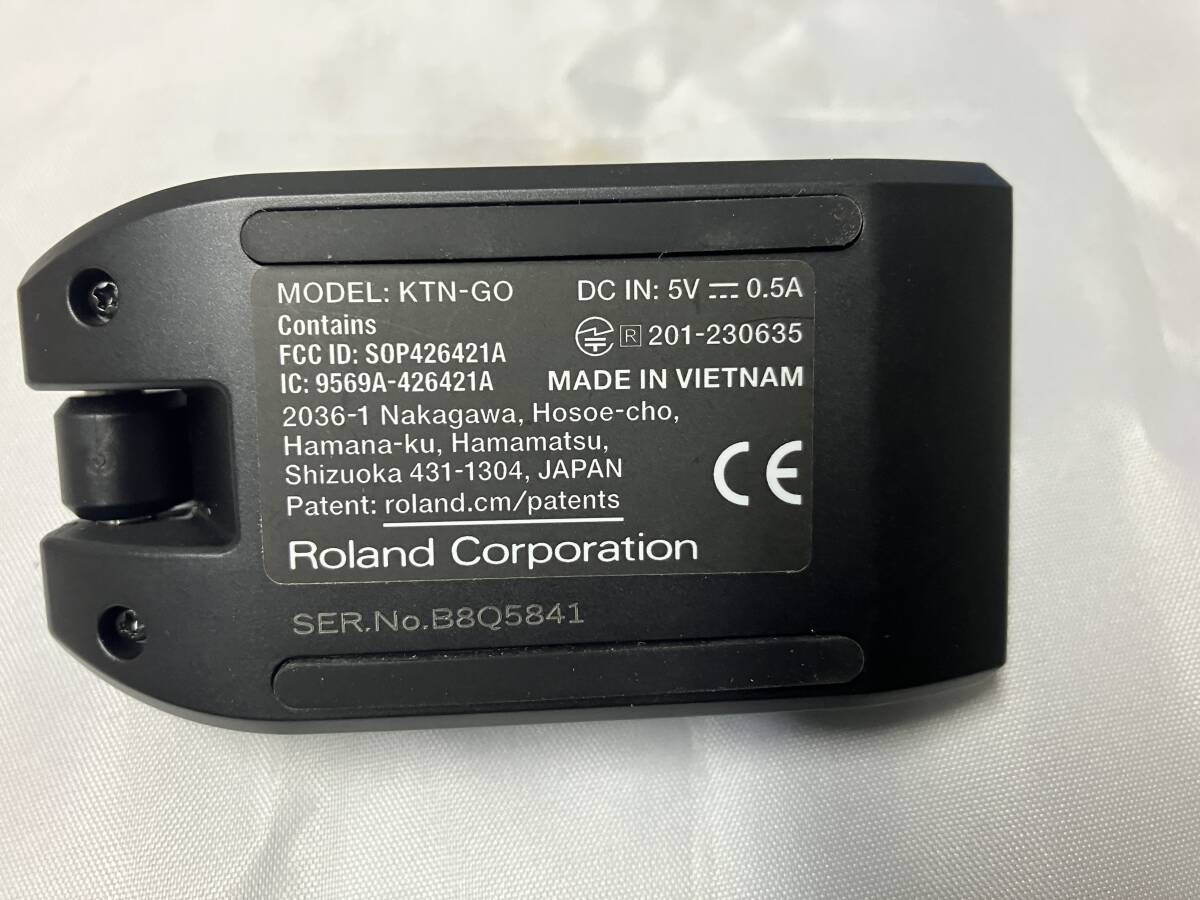 MODEL: KTN-GO
DC IN: 5V ⎓ 0.5A
Contains
FCC ID: SOP426421A
IC: 9569A-426421A
R 201-230635
MADE IN VIETNAM
2036-1 Nakagawa, Hosoe-cho,
Hamana-ku, Hamamatsu,
Shizuoka 431-1304, JAPAN
Patent: roland.cm/patents
CE
Roland Corporation
SER.No.B8Q5841